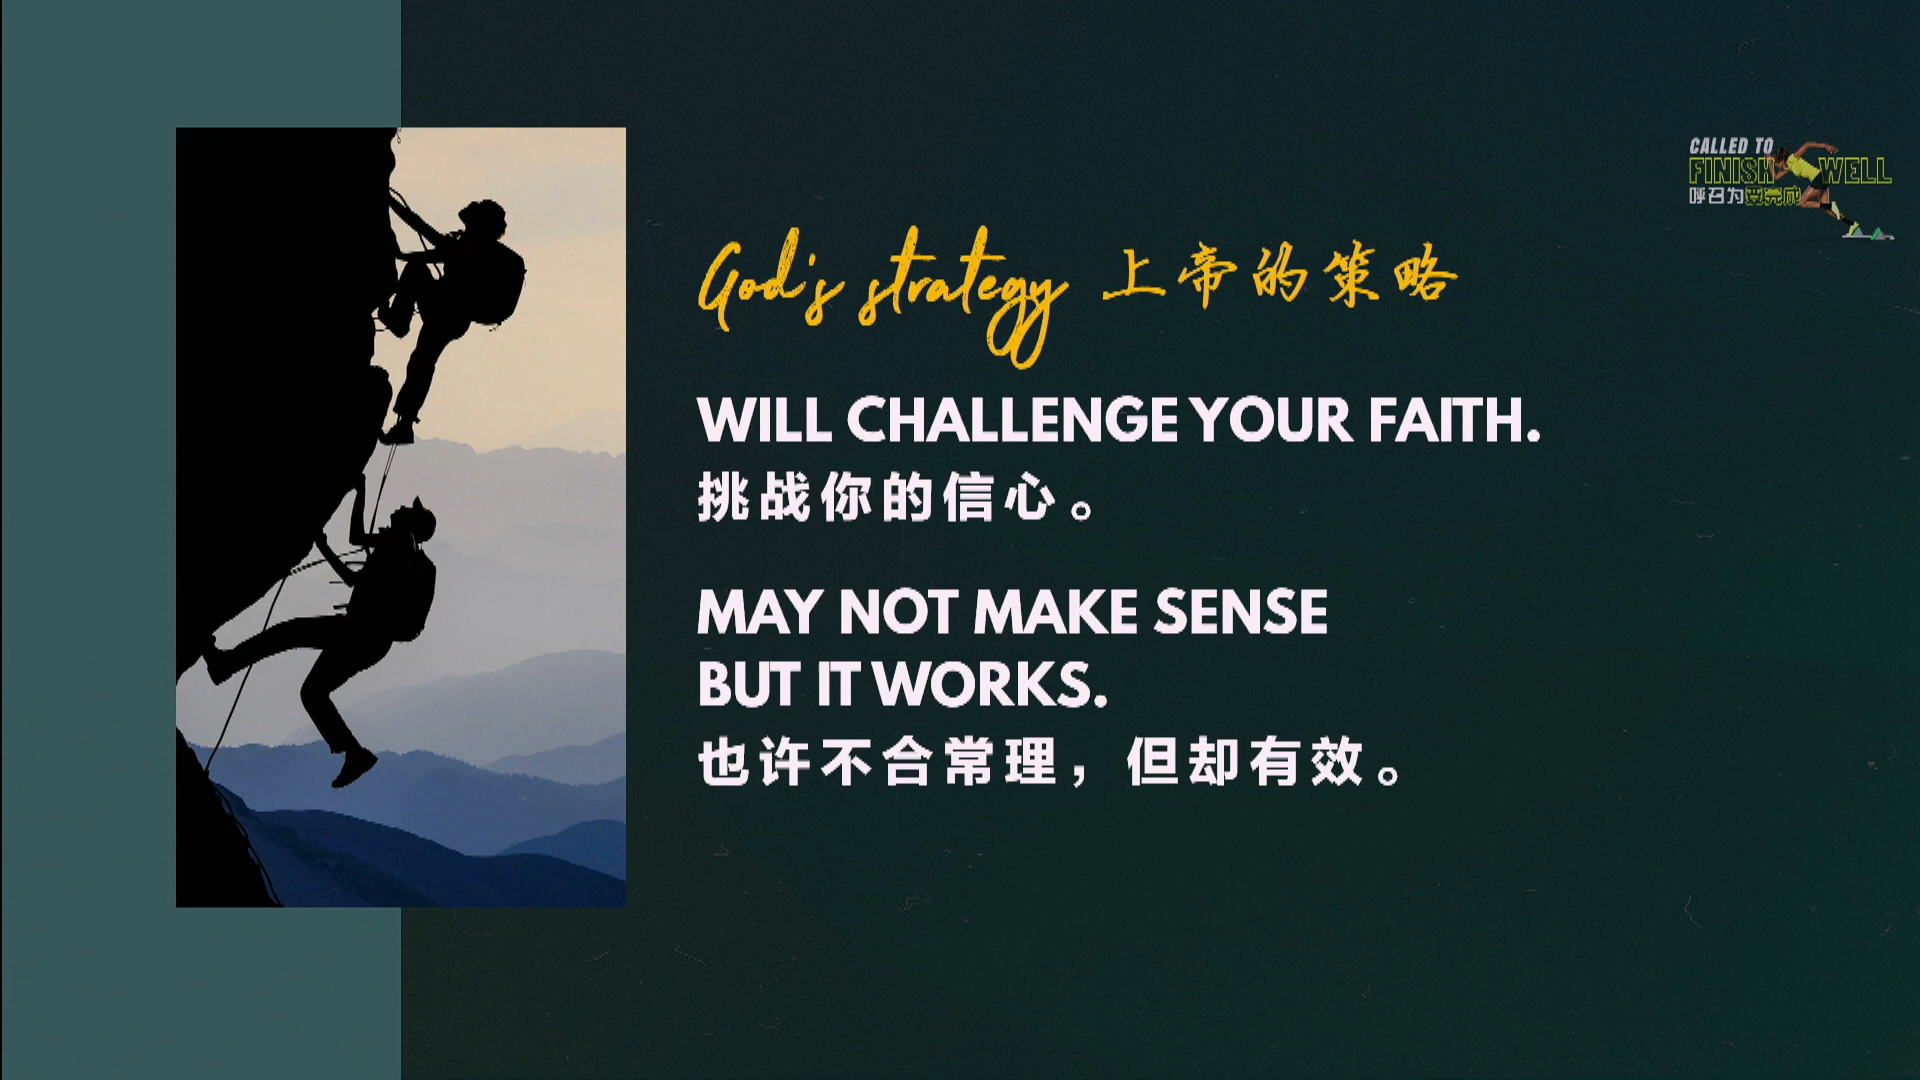 CALLED TO
FINISH WELL
呼召为要完成
God's strategy 上帝的策略
WILL CHALLENGE YOUR FAITH.
挑战你的信心。
MAY NOT MAKE SENSE
BUT IT WORKS.
也许不合常理，但却有效。